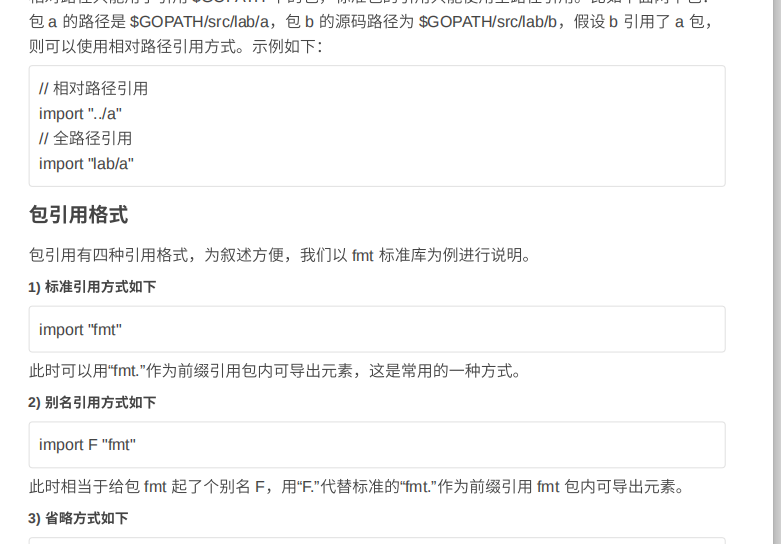 包 a 的路径是 $GOPATH/src/lab/a，包 b 的源码路径为 $GOPATH/src/lab/b，假设 b 引用了 a 包，
则可以使用相对路径引用方式。示例如下：
// 相对路径引用
import "../a"
// 全路径引用
import "lab/a"
包引用格式
包引用有四种引用格式，为叙述方便，我们以 fmt 标准库为例进行说明。
1) 标准引用方式如下
import "fmt"
此时可以用“fmt.”作为前缀引用包内可导出元素，这是常用的一种方式。
2) 别名引用方式如下
import F "fmt"
此时相当于给包 fmt 起了个别名 F，用“F.”代替标准的“fmt.”作为前缀引用 fmt 包内可导出元素。
3) 省略方式如下